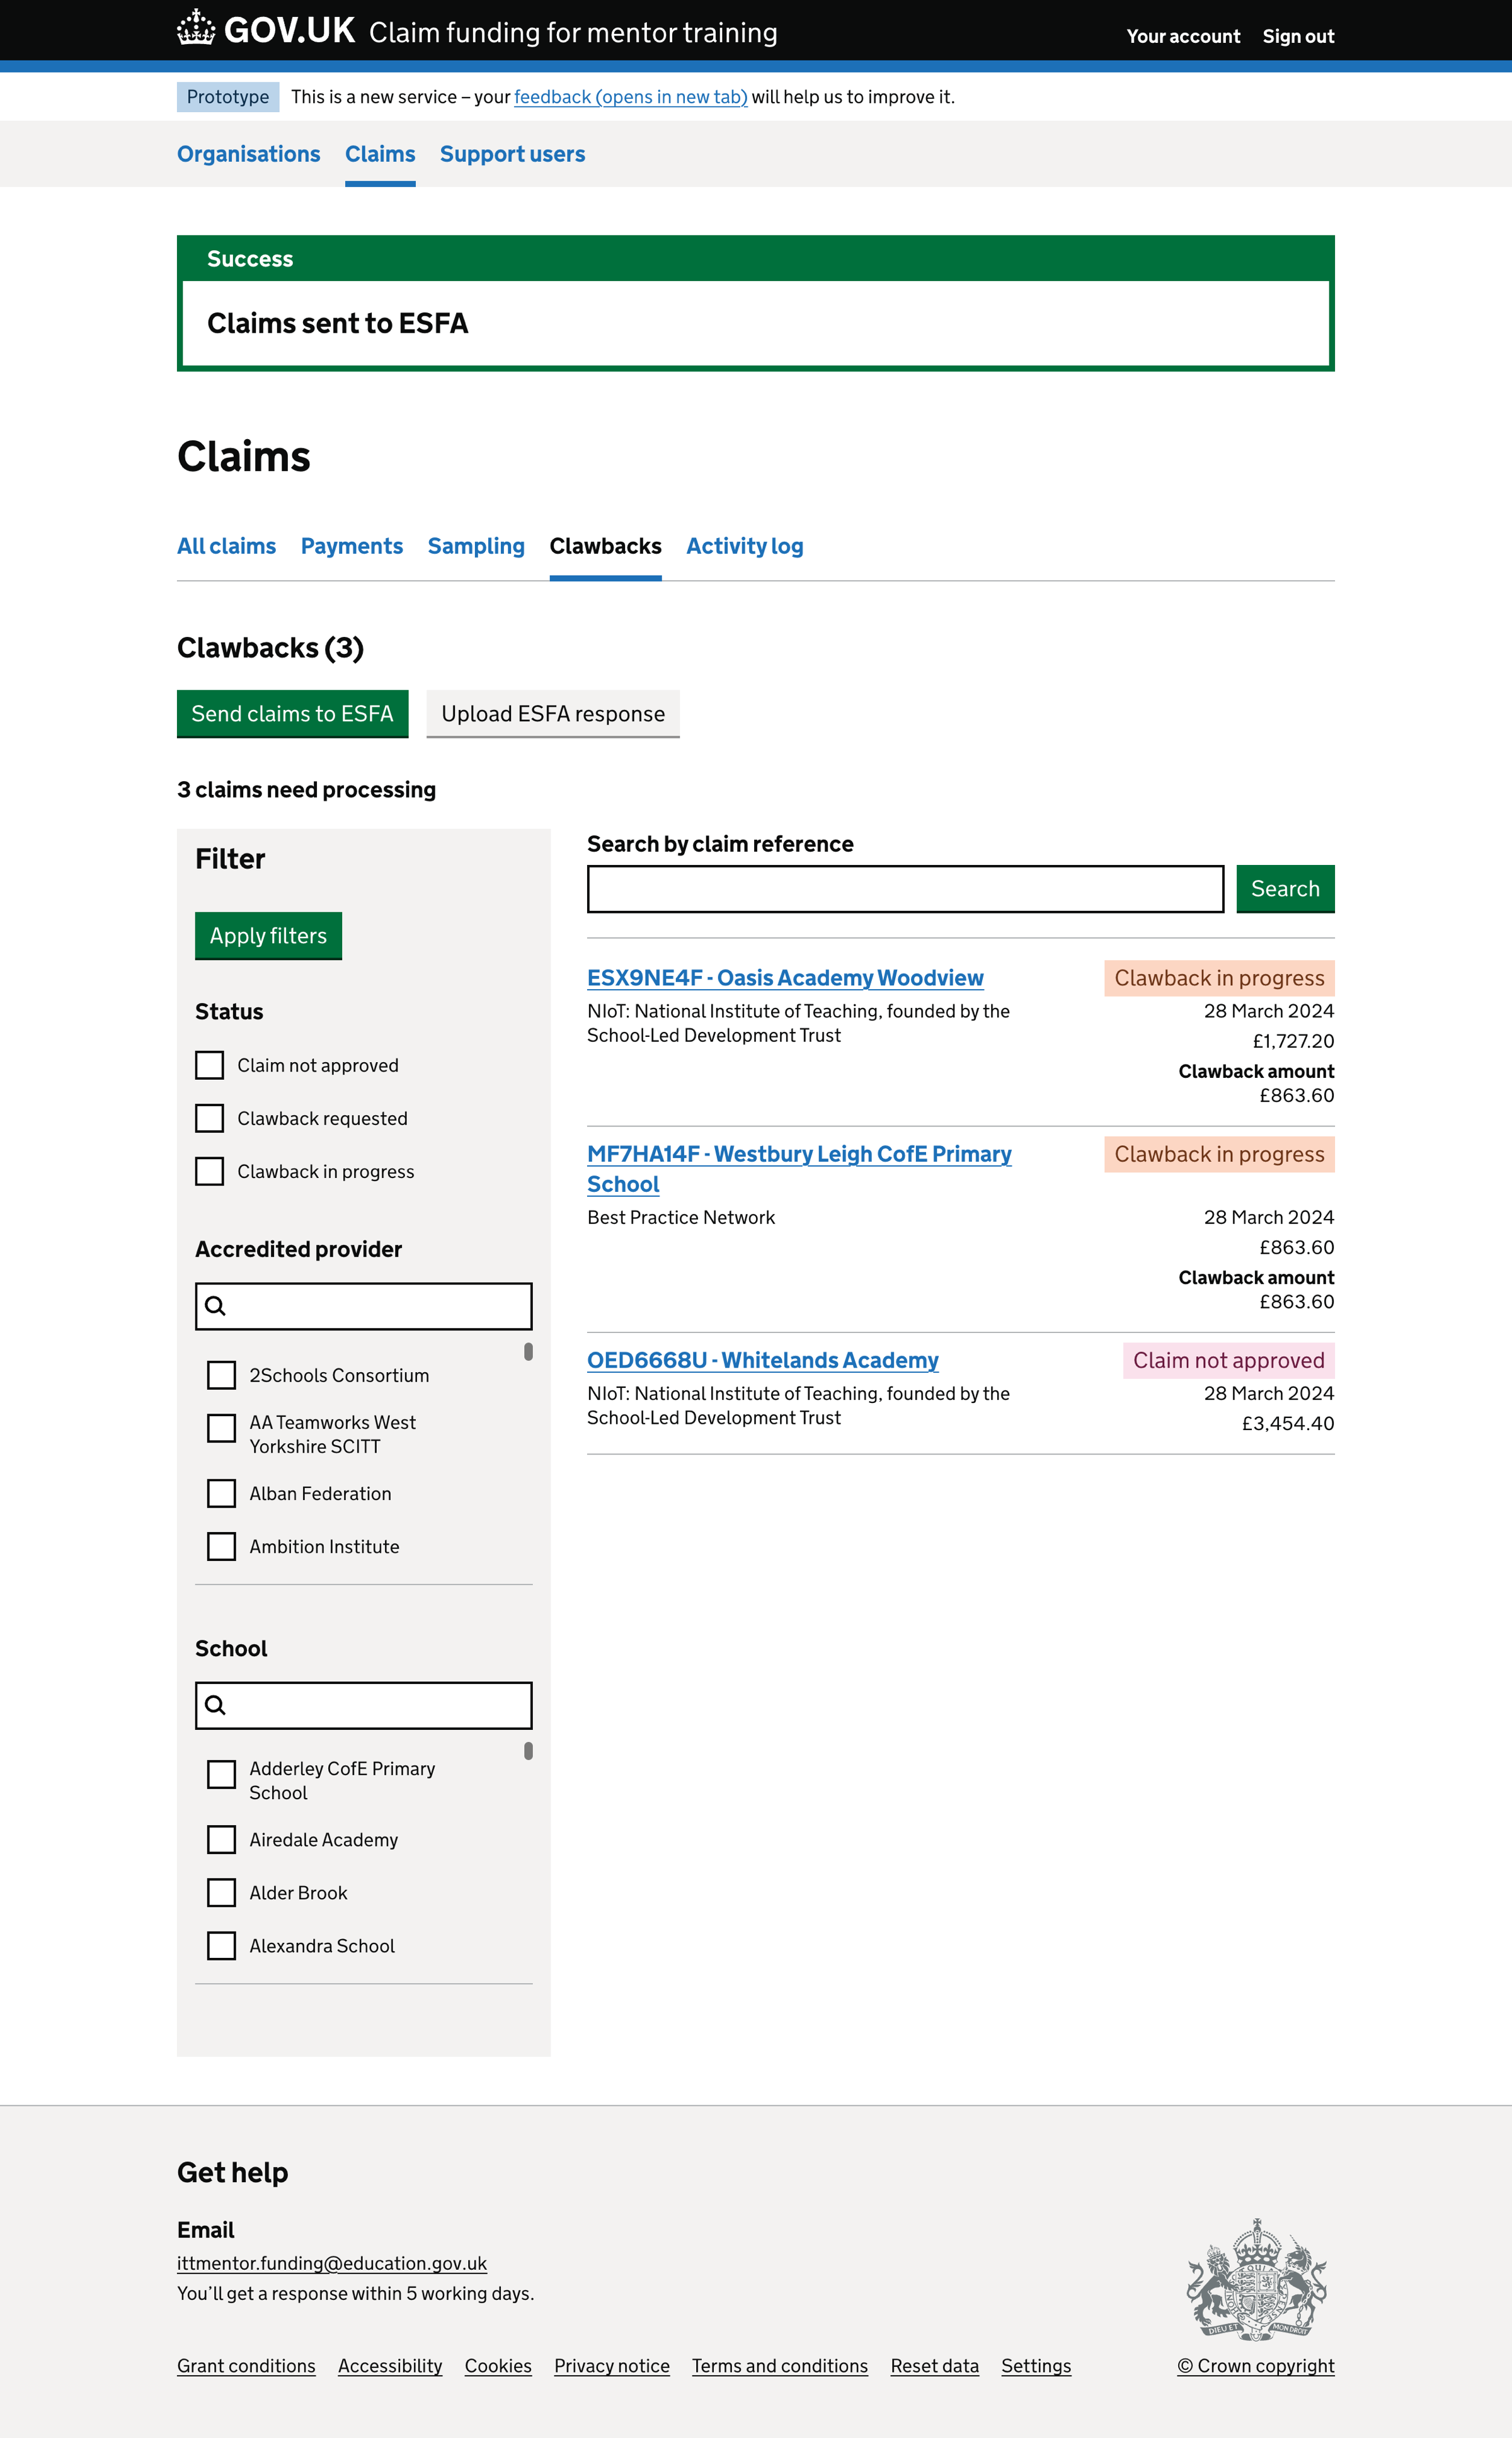 GOV.UK Claim funding for mentor training
Your account Sign out
Prototype This is a new service – your feedback (opens in new tab) will help us to improve it.
Organisations Claims Support users
Success
Claims sent to ESFA
Claims
All claims Payments Sampling Clawbacks Activity log
Clawbacks (3)
Send claims to ESFA Upload ESFA response
3 claims need processing
Filter
Apply filters
Status
Claim not approved
Clawback requested
Clawback in progress
Accredited provider
2Schools Consortium
AA Teamworks West
Yorkshire SCITT
Alban Federation
Ambition Institute
School
Adderley CofE Primary
School
Airedale Academy
Alder Brook
Alexandra School
Search by claim reference
Search
ESX9NE4F - Oasis Academy Woodview
Clawback in progress
NIoT: National Institute of Teaching, founded by the
School-Led Development Trust
28 March 2024
£1,727.20
Clawback amount
£863.60
MF7HA14F - Westbury Leigh CofE Primary
School
Clawback in progress
Best Practice Network
28 March 2024
£863.60
Clawback amount
£863.60
OED6668U - Whitelands Academy
Claim not approved
NIoT: National Institute of Teaching, founded by the
School-Led Development Trust
28 March 2024
£3,454.40
Get help
Email
ittmentor.funding@education.gov.uk
You’ll get a response within 5 working days.
Grant conditions Accessibility Cookies Privacy notice Terms and conditions Reset data Settings
DIEU ET MON DROIT
© Crown copyright